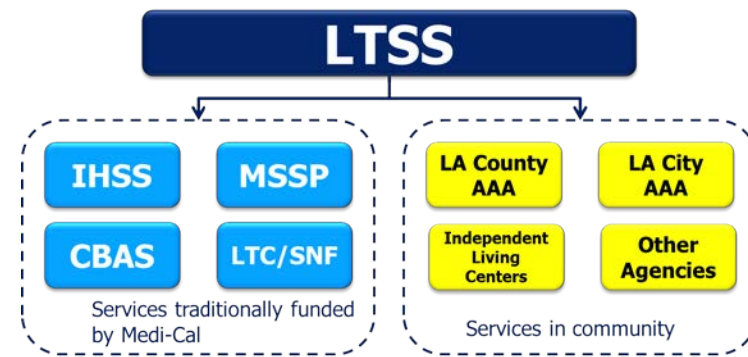 LTSS
IHSS
MSSP
CBAS
LTC/SNF
Services traditionally funded
by Medi-Cal
LA County
AAA
LA City
AAA
Independent
Living
Centers
Other
Agencies
Services in community